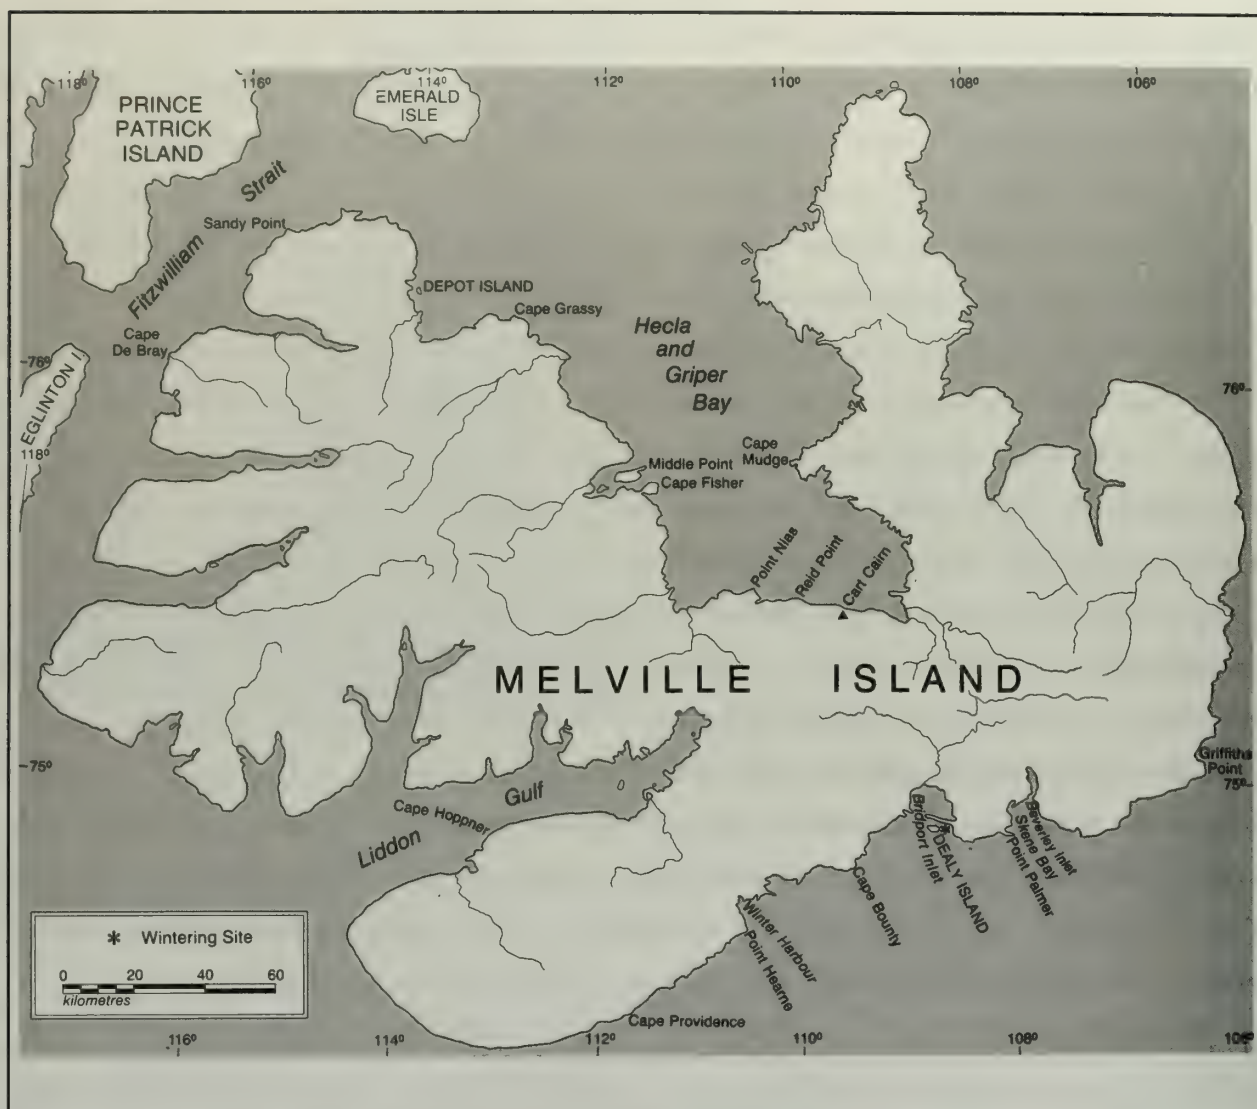 118°
116°
114°
112°
110°
108°
106°
PRINCE
PATRICK
ISLAND
EMERALD
ISLE
Fitzwilliam Strait
Sandy Point
DEPOT ISLAND
Cape Grassy
Cape
De Bray
Hecla
and
Griper
Bay
76°
76°
EGLINTON I.
118°
Middle Point
Cape Fisher
Cape
Mudge
Point Nias
Reid Point
Cart Cairn
MELVILLE ISLAND
Griffiths
Point
75°
75°
Liddon Gulf
Cape Hoppner
Beverley Inlet
Skene Bay
Point Palmer
DEALY ISLAND
Bridport Inlet
Cape Bounty
Winter Harbour
Point Hearne
Cape Providence
* Wintering Site
0 20 40 60
kilometres
116°
114°
112°
110°
108°
106°